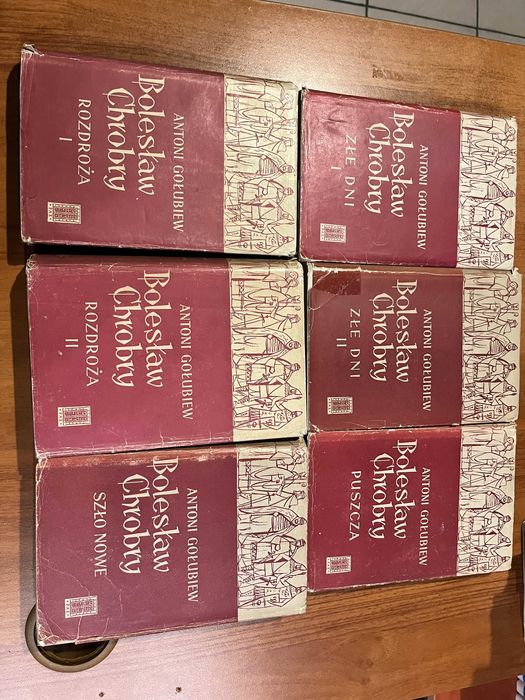 ANTONI GOŁUBIEW
Bolesław
Chrobry
ROZDROŻA
I
ANTONI GOŁUBIEW
Bolesław
Chrobry
ZŁE DNI
I
ANTONI GOŁUBIEW
Bolesław
Chrobry
ROZDROŻA
II
ANTONI GOŁUBIEW
Bolesław
Chrobry
ZŁE DNI
II
ANTONI GOŁUBIEW
Bolesław
Chrobry
SZŁO NOWE
ANTONI GOŁUBIEW
Bolesław
Chrobry
PUSZCZA